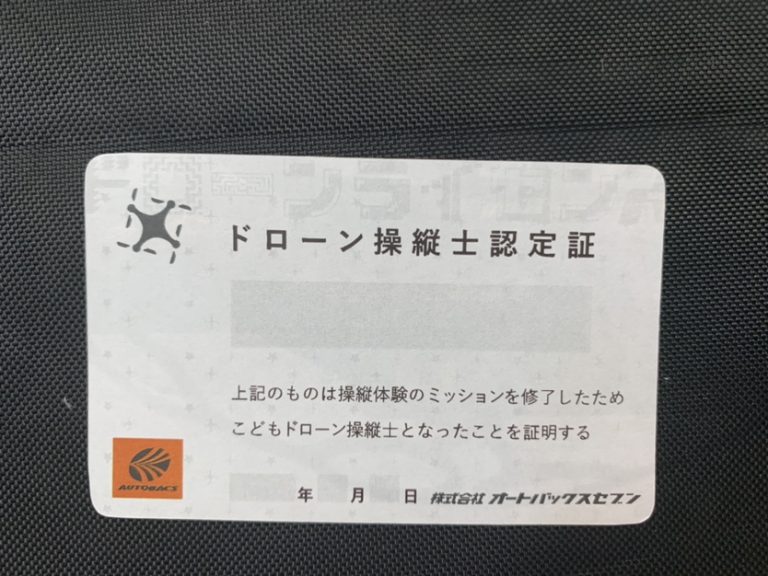 ドローン操縦士認定証
上記のものは操縦体験のミッションを修了したため
こどもドローン操縦士となったことを証明する
年 月 日 株式会社 オートバックスセブン
AUTOBACS